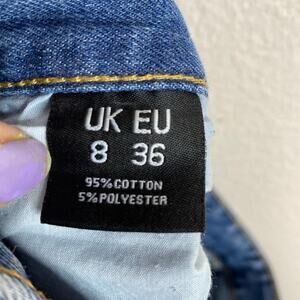 UK EU
8 36
95% COTTON
5% POLYESTER